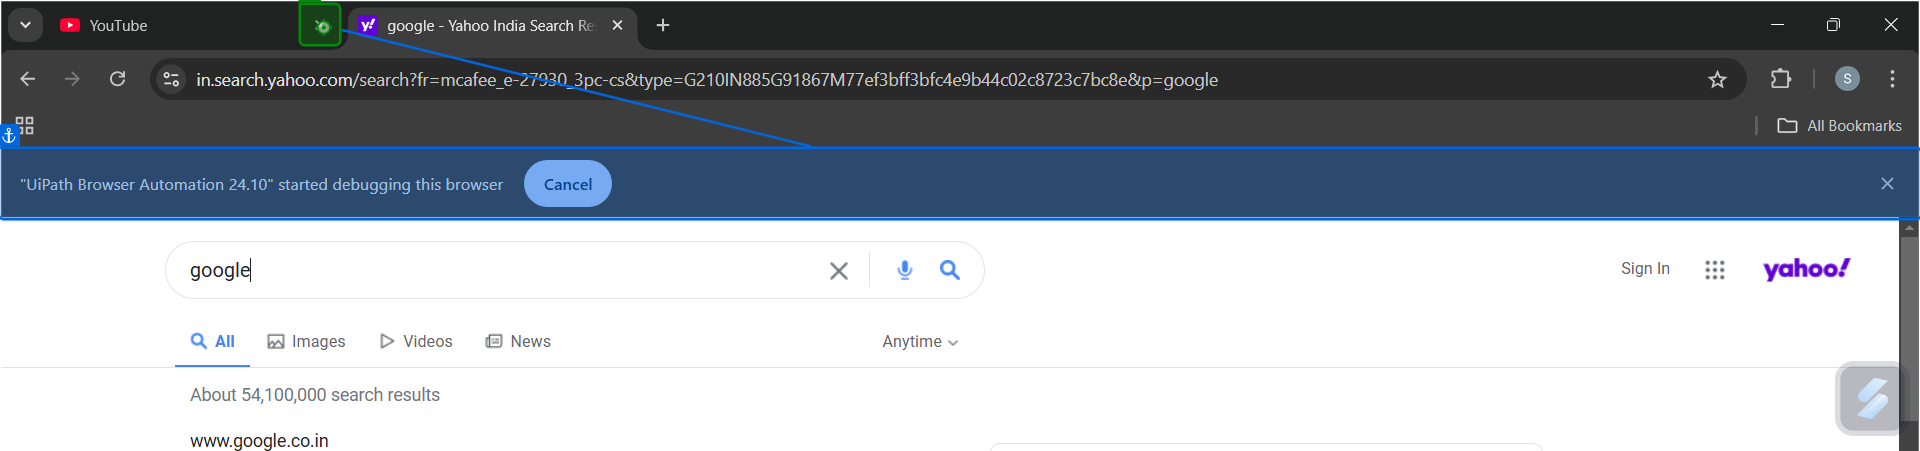 YouTube
google - Yahoo India Search Re
in.search.yahoo.com/search?fr=mcafee_e-27930_3pc-cs&type=G210IN885G91867M77ef3bff3bfc4e9b44c02c8723c7bc8e&p=google
S
All Bookmarks
"UiPath Browser Automation 24.10" started debugging this browser
Cancel
google
Sign In
yahoo!
All
Images
Videos
News
Anytime
About 54,100,000 search results
www.google.co.in